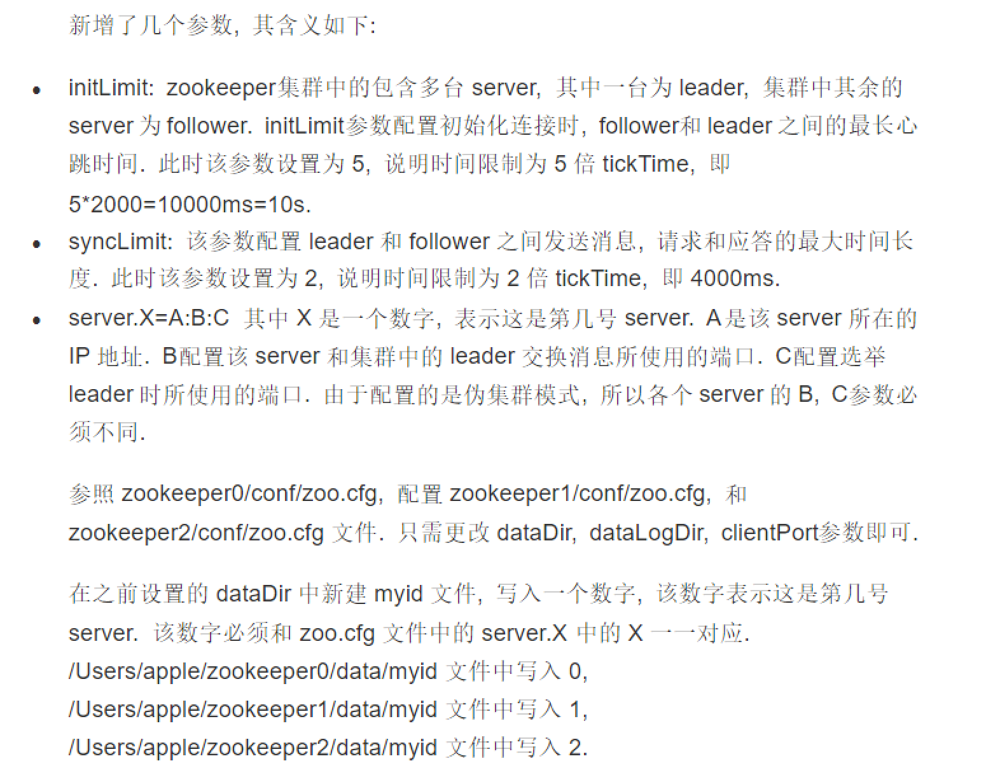 新增了几个参数, 其含义如下:
• initLimit: zookeeper集群中的包含多台 server, 其中一台为 leader, 集群中其余的
server 为 follower. initLimit参数配置初始化连接时, follower和 leader 之间的最长心
跳时间. 此时该参数设置为 5, 说明时间限制为 5 倍 tickTime, 即
5*2000=10000ms=10s.
• syncLimit: 该参数配置 leader 和 follower 之间发送消息, 请求和应答的最大时间长
度. 此时该参数设置为 2, 说明时间限制为 2 倍 tickTime, 即 4000ms.
• server.X=A:B:C 其中 X 是一个数字, 表示这是第几号 server. A是该 server 所在的
IP 地址. B配置该 server 和集群中的 leader 交换消息所使用的端口. C配置选举
leader 时所使用的端口. 由于配置的是伪集群模式, 所以各个 server 的 B, C参数必
须不同.
参照 zookeeper0/conf/zoo.cfg, 配置 zookeeper1/conf/zoo.cfg, 和
zookeeper2/conf/zoo.cfg 文件. 只需更改 dataDir, dataLogDir, clientPort参数即可.
在之前设置的 dataDir 中新建 myid 文件, 写入一个数字, 该数字表示这是第几号
server. 该数字必须和 zoo.cfg 文件中的 server.X 中的 X 一一对应.
/Users/apple/zookeeper0/data/myid 文件中写入 0,
/Users/apple/zookeeper1/data/myid 文件中写入 1,
/Users/apple/zookeeper2/data/myid 文件中写入 2.